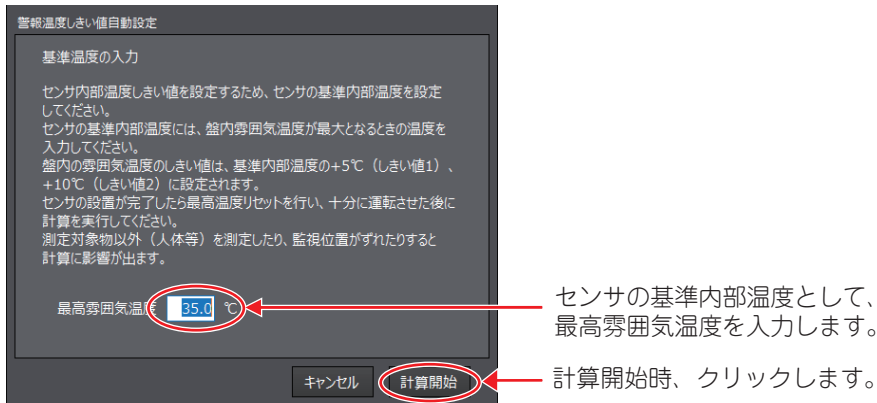 警報温度しきい値自動設定
基準温度の入力
センサ内部温度しきい値を設定するため、センサの基準内部温度を設定
してください。
センサの基準内部温度には、盤内雰囲気温度が最大となるときの温度を
入力してください。
盤内の雰囲気温度のしきい値は、基準内部温度の+5℃（しきい値1）、
+10℃（しきい値2）に設定されます。
センサの設置が完了したら最高温度リセットを行い、十分に運転させた後に
計算を実行してください。
測定対象物以外（人体等）を測定したり、監視位置がずれたりすると
計算に影響が出ます。
最高雰囲気温度 35.0 ℃
センサの基準内部温度として、
最高雰囲気温度を入力します。
キャンセル 計算開始
計算開始時、クリックします。